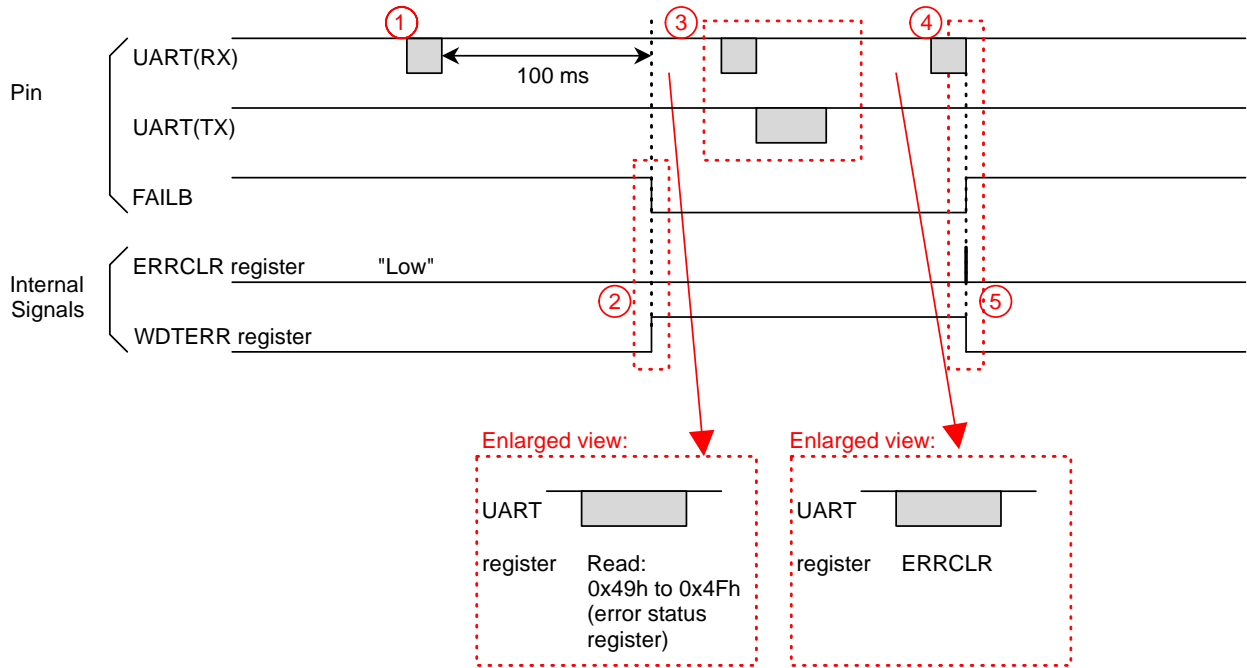 1
3
4
UART(RX)
100 ms
Pin
UART(TX)
FAILB
ERRCLR register
"Low"
Internal
Signals
2
5
WDTERR register
Enlarged view:
UART
register
Read:
0x49h to 0x4Fh
(error status
register)
Enlarged view:
UART
register
ERRCLR